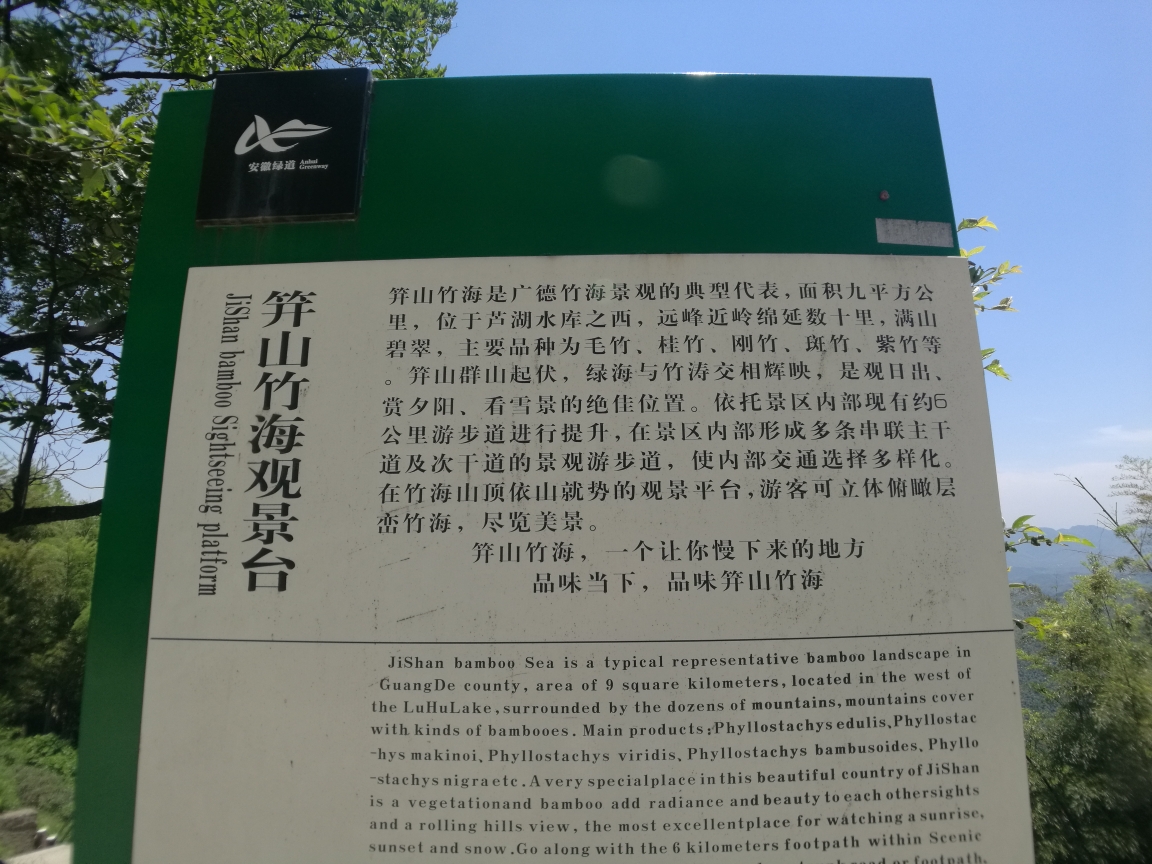 安徽绿道 Anhui
Greenway
笄山竹海观景台
JiShan bamboo Sightseeing platform
笄山竹海是广德竹海景观的典型代表，面积九平方公
里，位于芦湖水库之西，远峰近岭绵延数十里，满山
碧翠，主要品种为毛竹、桂竹、刚竹、斑竹、紫竹等
。笄山群山起伏，绿海与竹涛交相辉映，是观日出、
赏夕阳、看雪景的绝佳位置。依托景区内部现有约6
公里游步道进行提升，在景区内部形成多条串联主干
道及次干道的景观游步道，使内部交通选择多样化。
在竹海山顶依山就势的观景平台，游客可立体俯瞰层
峦竹海，尽览美景。
笄山竹海，一个让你慢下来的地方
品味当下，品味笄山竹海
JiShan bamboo Sea is a typical representative bamboo landscape in
GuangDe county, area of 9 square kilometers, located in the west of
the LuHuLake,surrounded by the dozens of mountains,mountains cover
with kinds of bambooes. Main products:Phyllostachys edulis、Phyllostac
-hys makinoi、Phyllostachys viridis、Phyllostachys bambusoides、Phyllo
-stachys nigraetc.A very specialplace in this beautiful country of JiShan
is a vegetationand bamboo add radiance and beauty to each othersights
and a rolling hills view, the most excellentplace for watching a sunrise,
sunset and snow.Go along with the 6 kilometers footpath within Scenic
road or footpath,